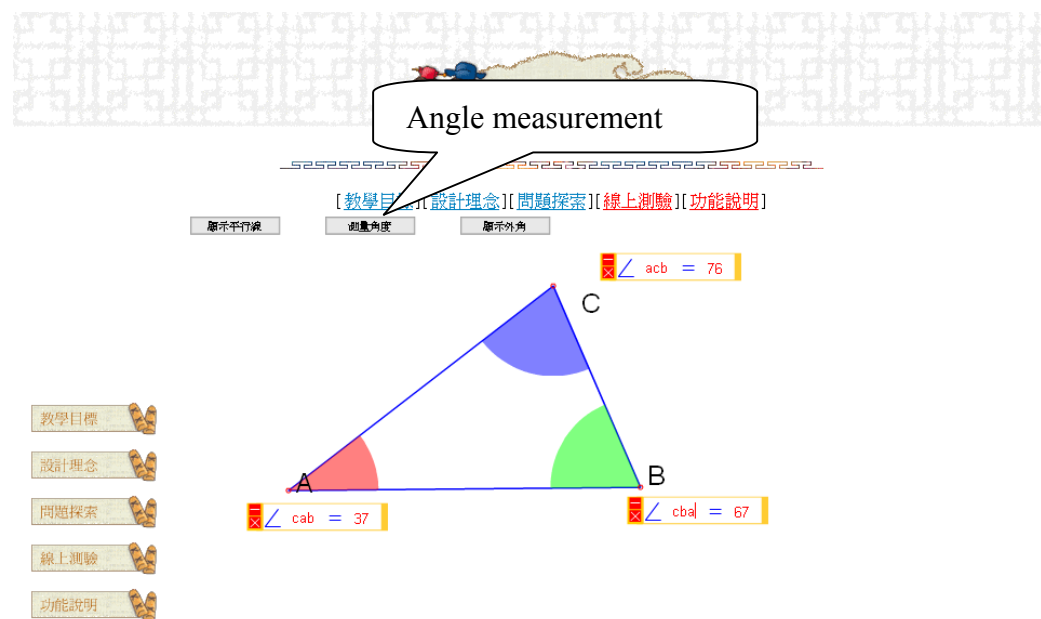 Angle measurement
[教學目標][設計理念][問題探索][線上測驗][功能說明]
顯示平行線 測量角度 顯示外角
∠ acb = 76
C
A
B
∠ cab = 37
∠ cba = 67
教學目標
設計理念
問題探索
線上測驗
功能說明